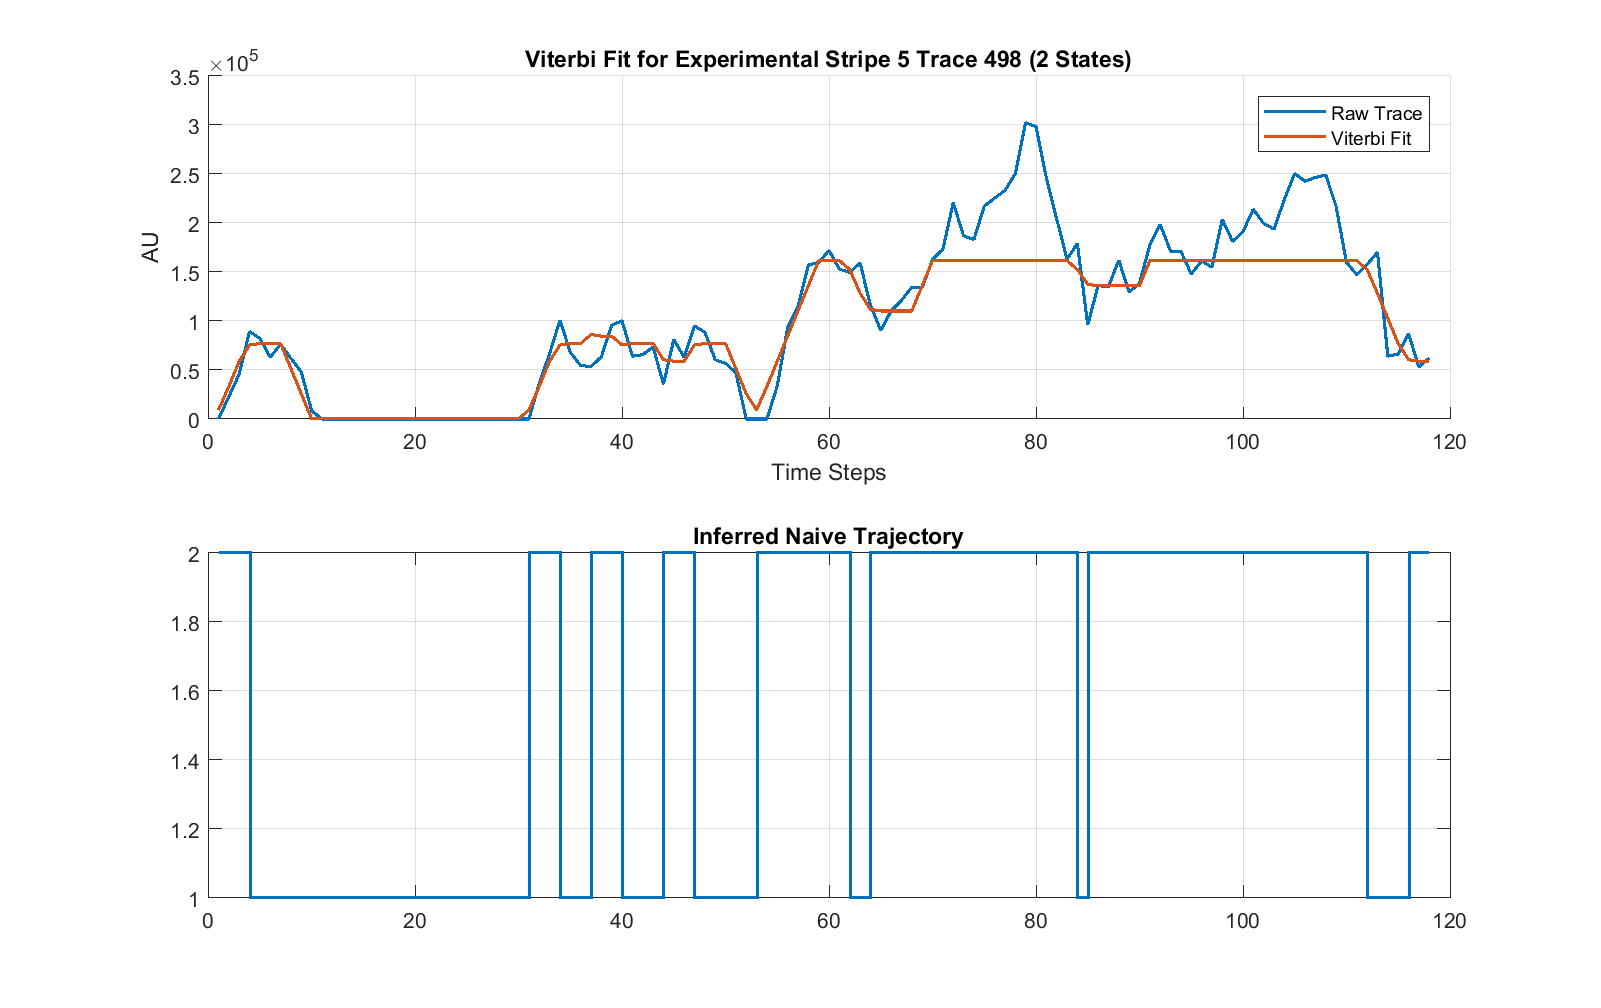 Viterbi Fit for Experimental Stripe 5 Trace 498 (2 States)
×10^5
3.5
3
2.5
2
1.5
1
0.5
0
AU
Raw Trace
Viterbi Fit
0 20 40 60 80 100 120
Time Steps
Inferred Naive Trajectory
2
1.8
1.6
1.4
1.2
1
0 20 40 60 80 100 120